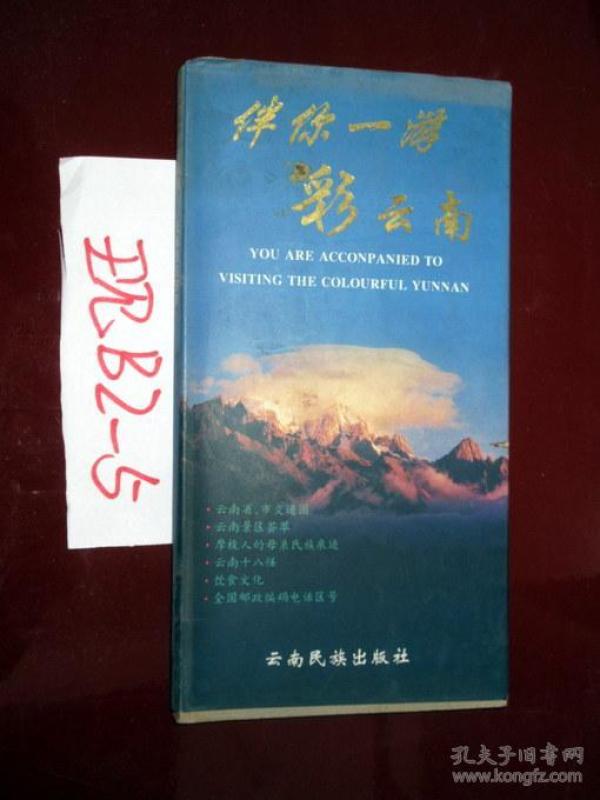 伴你一游
彩云南
YOU ARE ACCONPANIED TO
VISITING THE COLOURFUL YUNNAN
·云南省、市交通图
·云南景区荟萃
·摩梭人的母系氏族痕迹
·云南十八怪
·饮食文化
·全国邮政编码电话区号
云南民族出版社
B2-5
孔夫子旧书网
www.kongfz.com